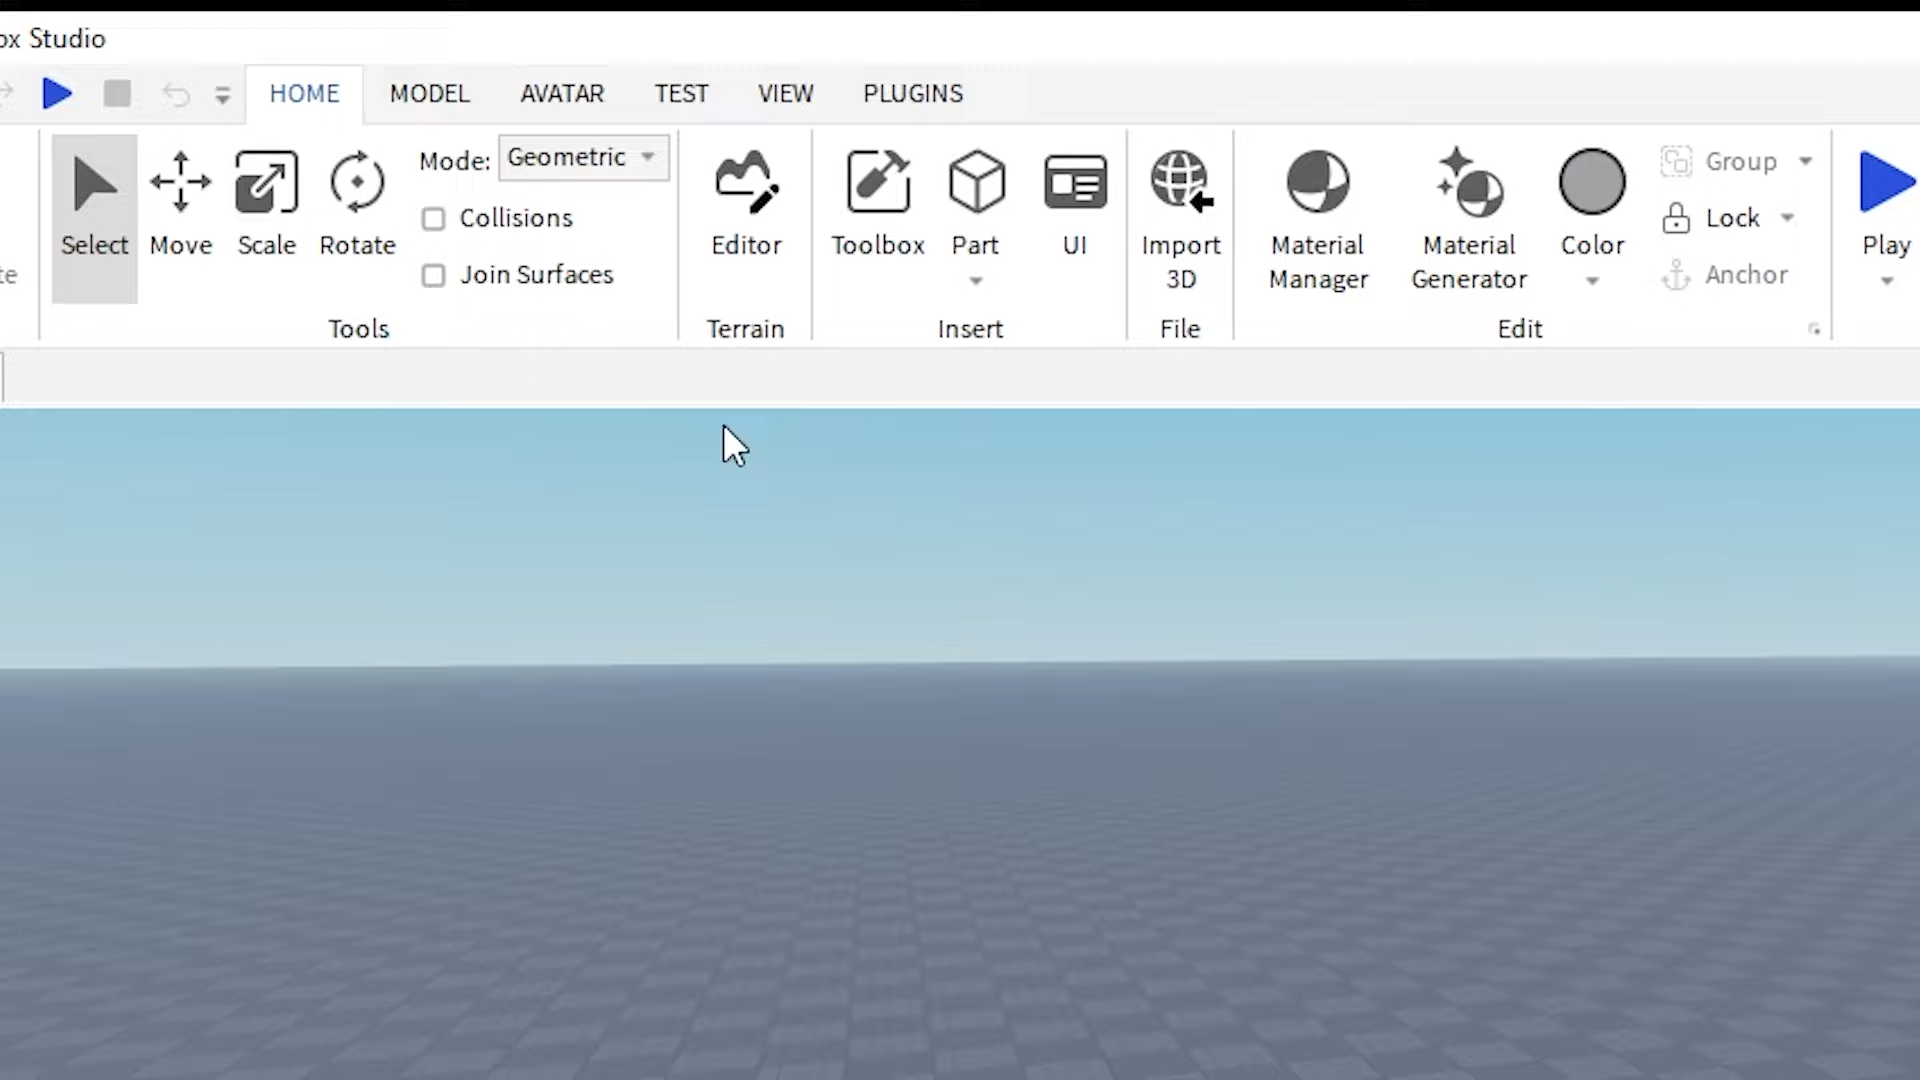 ox Studio
HOME MODEL AVATAR TEST VIEW PLUGINS
Mode: Geometric
Group
Collisions
Lock
Select Move Scale Rotate Editor Toolbox Part UI Import 3D Material Manager Material Generator Color Play
te
Join Surfaces
Anchor
Tools Terrain Insert File Edit